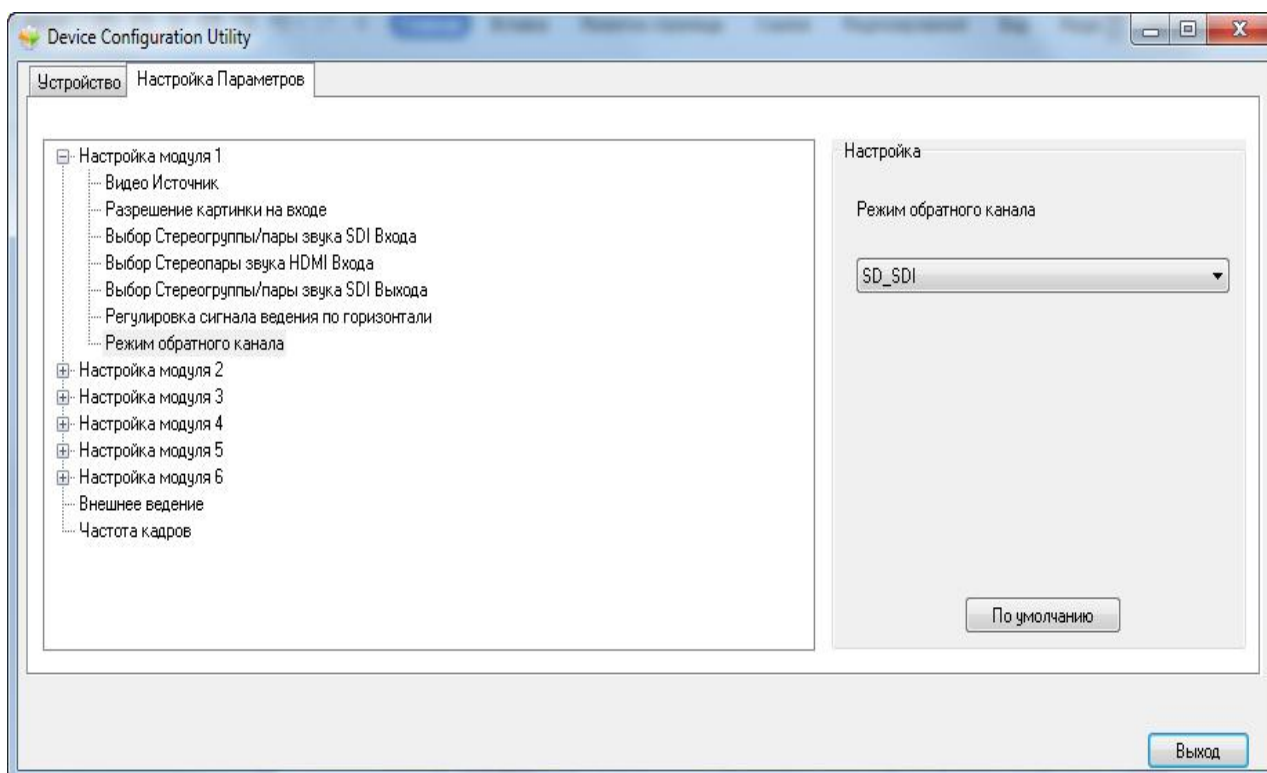 Device Configuration Utility
Устройство
Настройка Параметров
Настройка модуля 1
Видео Источник
Разрешение картинки на входе
Выбор Стереогруппы/пары звука SDI Входа
Выбор Стереопары звука HDMI Входа
Выбор Стереогруппы/пары звука SDI Выхода
Регулировка сигнала ведения по горизонтали
Режим обратного канала
Настройка модуля 2
Настройка модуля 3
Настройка модуля 4
Настройка модуля 5
Настройка модуля 6
Внешнее ведение
Частота кадров
Настройка
Режим обратного канала
SD_SDI
По умолчанию
Выход